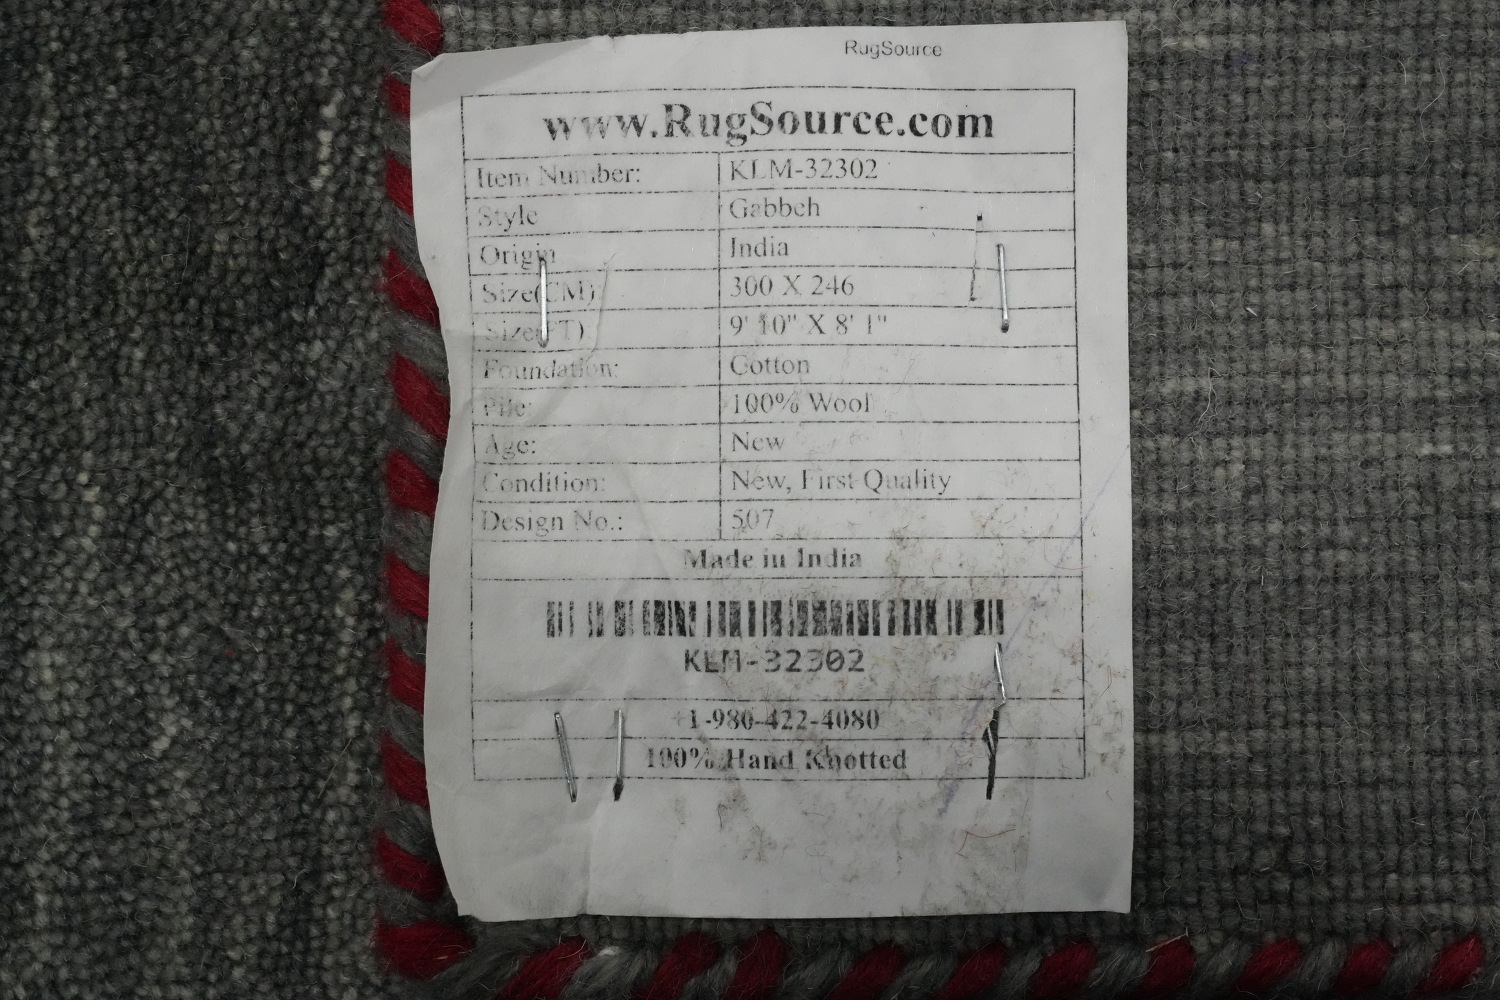 RugSource
www.RugSource.com
Item Number: KLM-32302
Style Gabbeh
Origin India
Size(CM) 300 X 246
Size(FT) 9' 10" X 8' 1"
Foundation: Cotton
Pile: 100% Wool
Age: New
Condition: New, First Quality
Design No.: 507
Made in India
KLM-32302
+1-980-422-4080
100% Hand Knotted